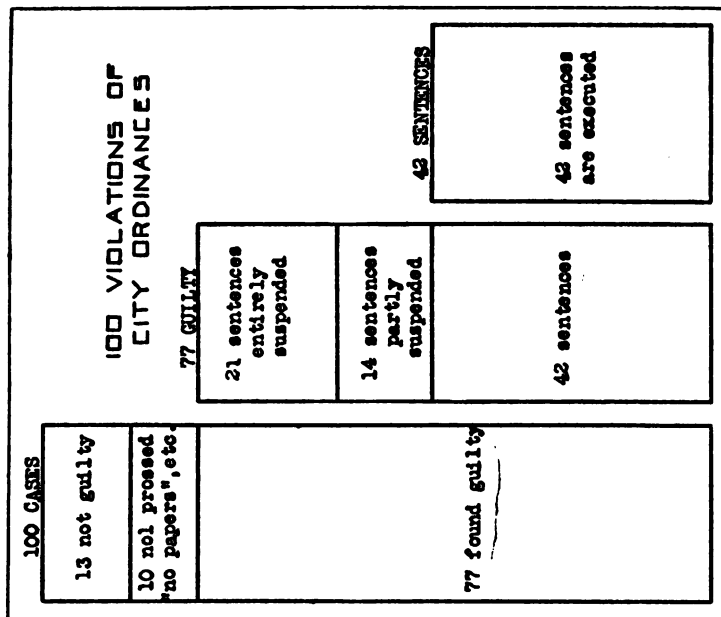 100 VIOLATIONS OF
CITY ORDINANCES
100 CASES
13 not guilty
10 nol prossed
"no papers",etc.
77 found guilty
77 GUILTY
21 sentences
entirely
suspended
14 sentences
partly
suspended
42 sentences
42 SENTENCES
42 sentences
are executed